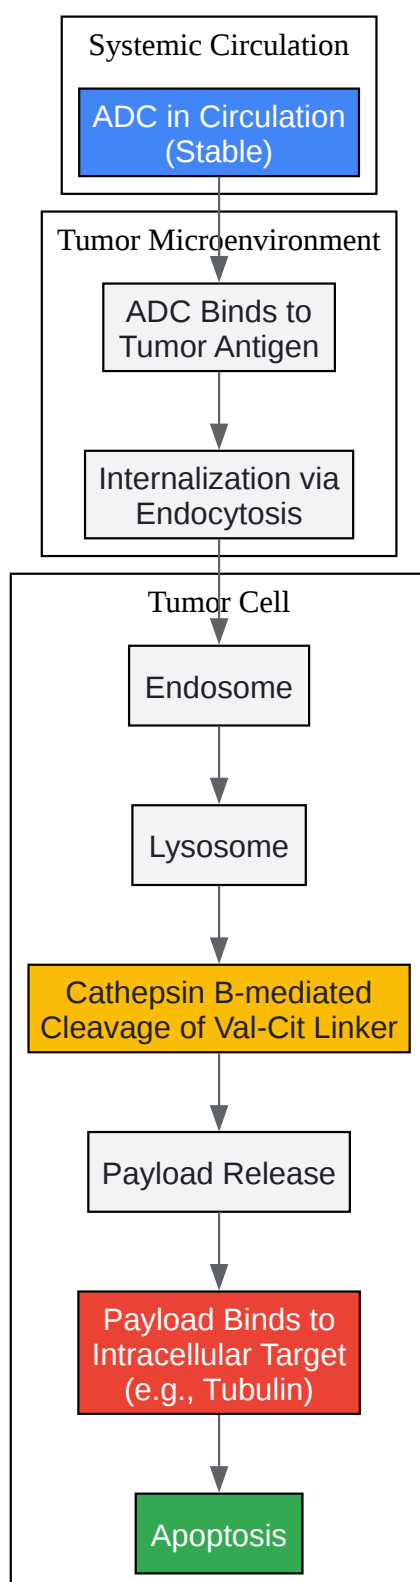 Systemic Circulation
ADC in Circulation
(Stable)
Tumor Microenvironment
ADC Binds to
Tumor Antigen
Internalization via
Endocytosis
Tumor Cell
Endosome
Lysosome
Cathepsin B-mediated
Cleavage of Val-Cit Linker
Payload Release
Payload Binds to
Intracellular Target
(e.g., Tubulin)
Apoptosis